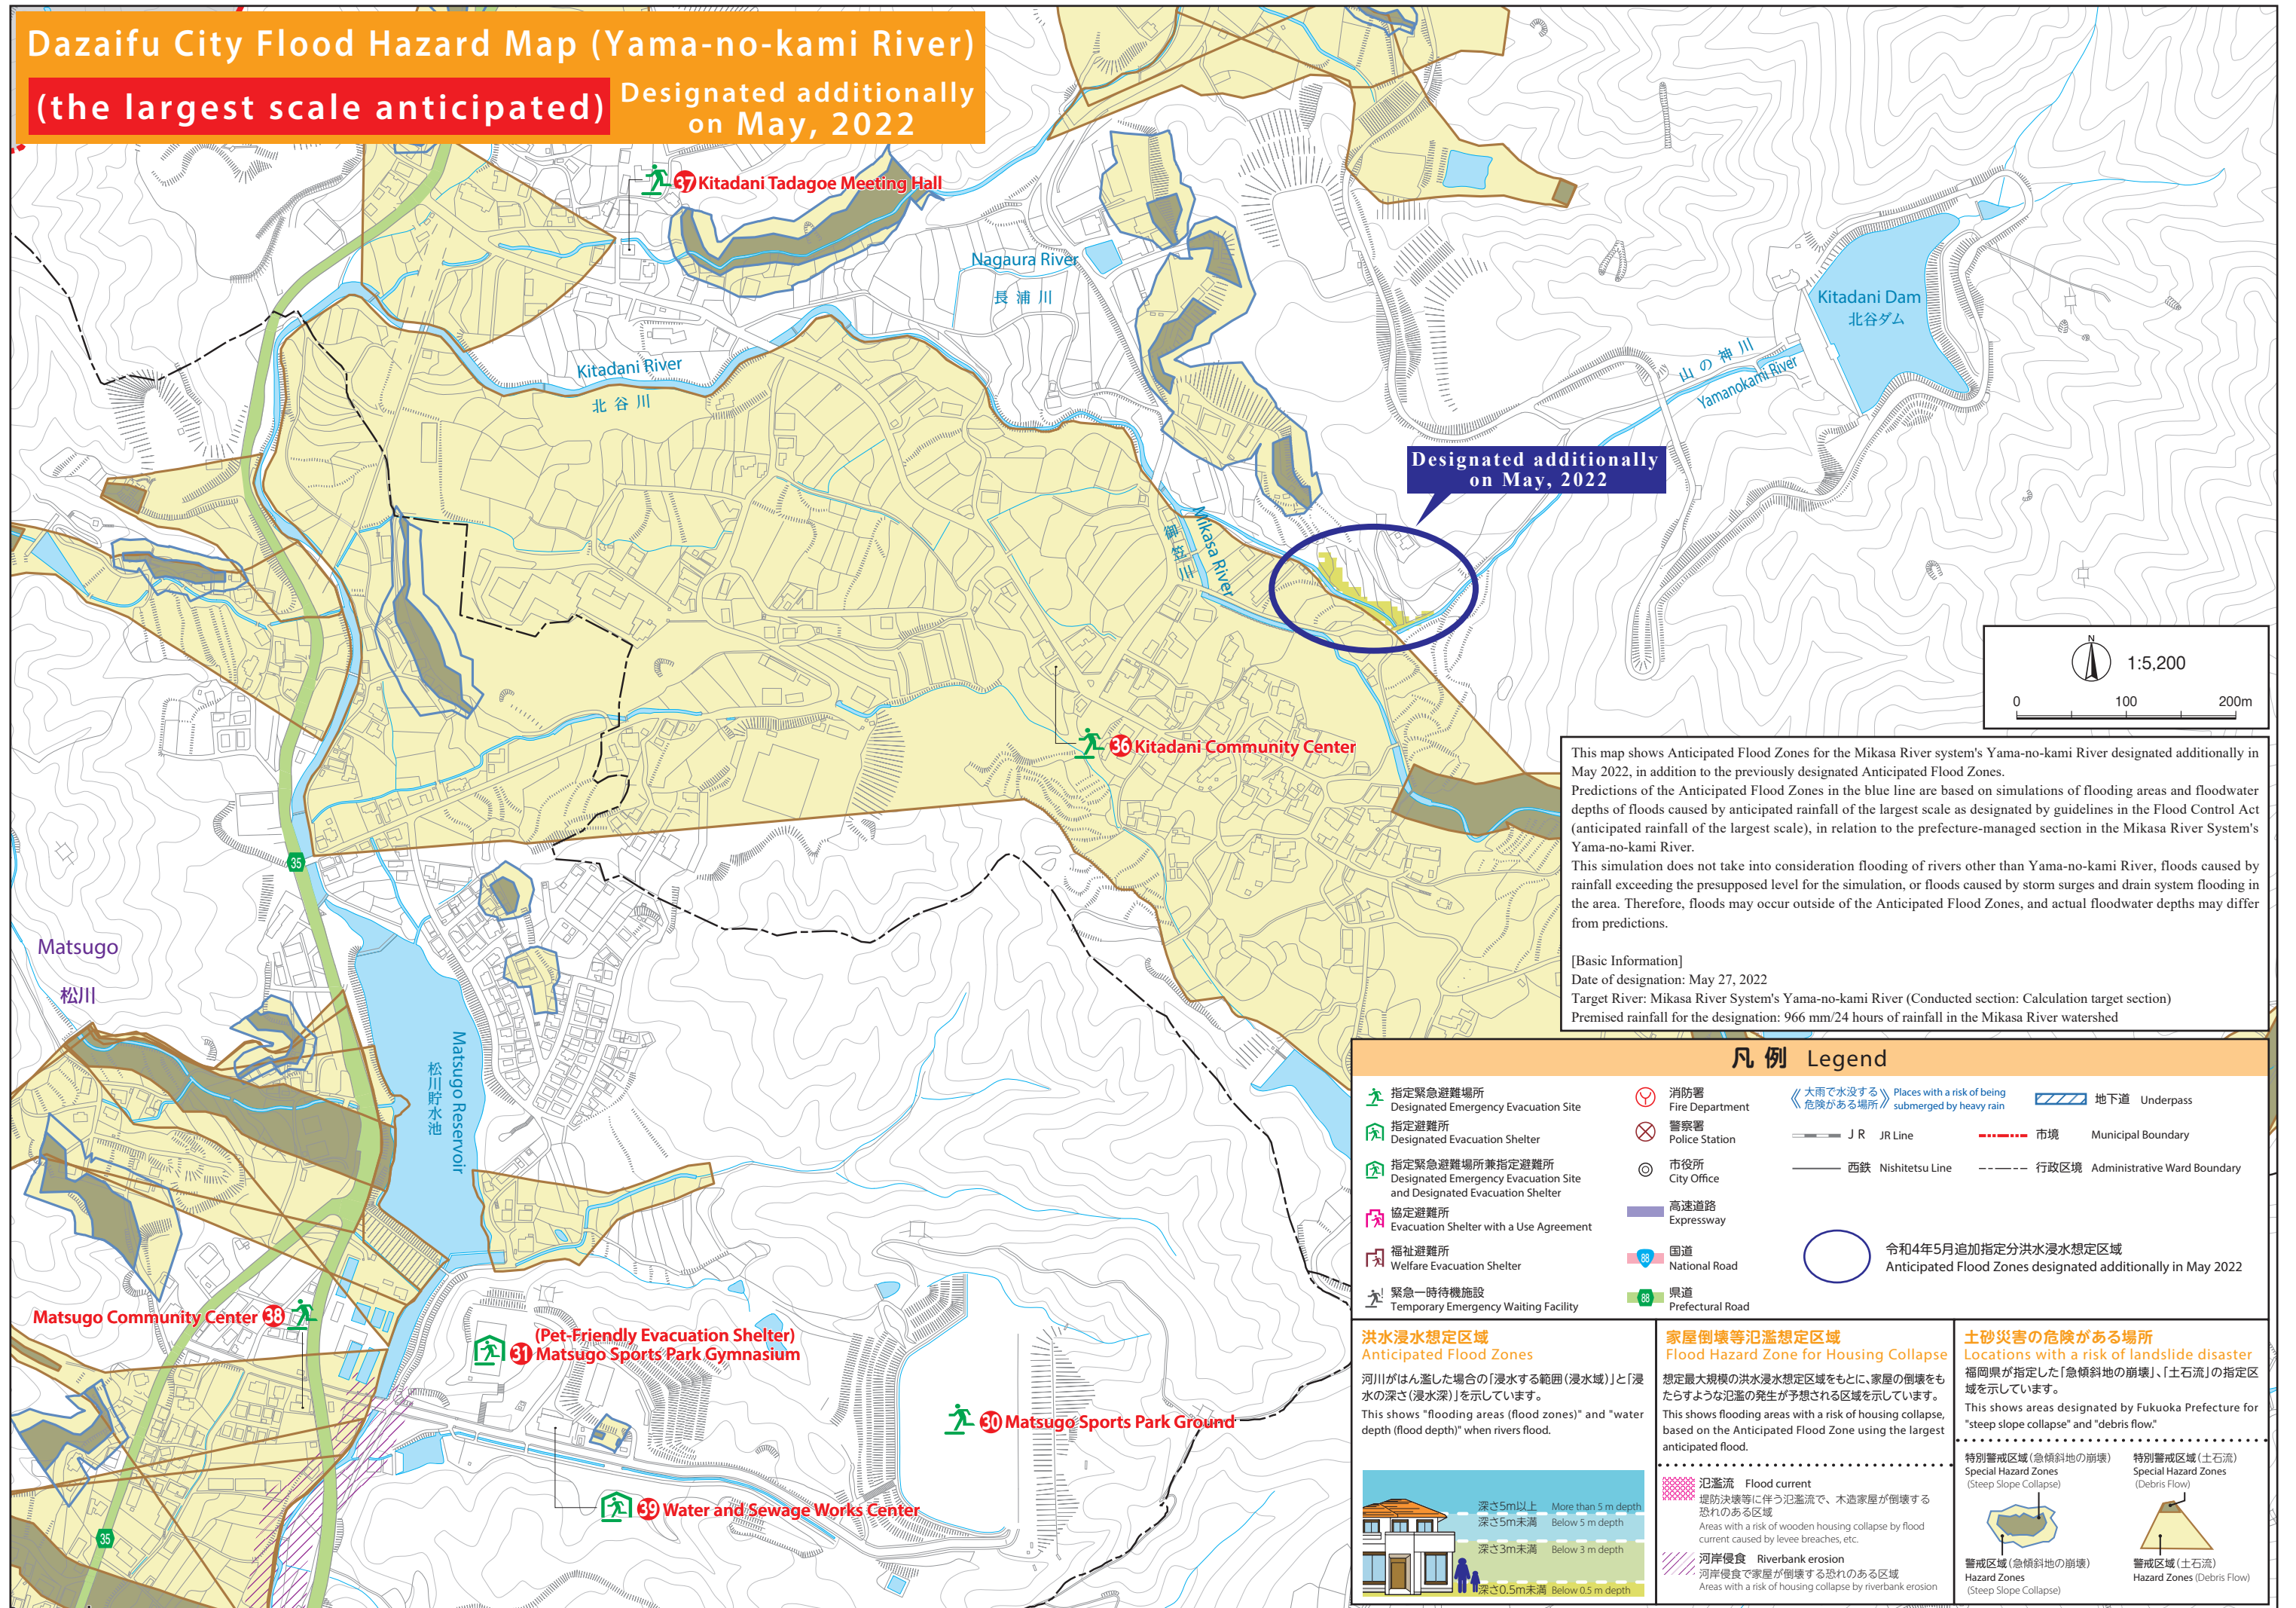 Dazaifu City Flood Hazard Map (Yama-no-kami River)
(the largest scale anticipated)
Designated additionally
on May, 2022
37 Kitadani Tadagoe Meeting Hall
Nagaura River
長浦川
Kitadani Dam
北谷ダム
山の神川
Yamanokami River
Kitadani River
北谷川
Designated additionally
on May, 2022
Mikasa River
御笠川
N
1:5,200
0 100 200m
36 Kitadani Community Center
This map shows Anticipated Flood Zones for the Mikasa River system's Yama-no-kami River designated additionally in
May 2022, in addition to the previously designated Anticipated Flood Zones.
Predictions of the Anticipated Flood Zones in the blue line are based on simulations of flooding areas and floodwater
depths of floods caused by anticipated rainfall of the largest scale as designated by guidelines in the Flood Control Act
(anticipated rainfall of the largest scale), in relation to the prefecture-managed section in the Mikasa River System's
Yama-no-kami River.
This simulation does not take into consideration flooding of rivers other than Yama-no-kami River, floods caused by
rainfall exceeding the presupposed level for the simulation, or floods caused by storm surges and drain system flooding in
the area. Therefore, floods may occur outside of the Anticipated Flood Zones, and actual floodwater depths may differ
from predictions.
[Basic Information]
Date of designation: May 27, 2022
Target River: Mikasa River System's Yama-no-kami River (Conducted section: Calculation target section)
Premised rainfall for the designation: 966 mm/24 hours of rainfall in the Mikasa River watershed
35
Matsugo
松川
Matsugo Reservoir
松川貯水池
Matsugo Community Center 38
(Pet-Friendly Evacuation Shelter)
31 Matsugo Sports Park Gymnasium
30 Matsugo Sports Park Ground
39 Water and Sewage Works Center
35
凡例 Legend
指定緊急避難場所
Designated Emergency Evacuation Site
指定避難所
Designated Evacuation Shelter
指定緊急避難場所兼指定避難所
Designated Emergency Evacuation Site
and Designated Evacuation Shelter
協定避難所
Evacuation Shelter with a Use Agreement
福祉避難所
Welfare Evacuation Shelter
緊急一時待機施設
Temporary Emergency Waiting Facility
消防署
Fire Department
警察署
Police Station
市役所
City Office
高速道路
Expressway
88 国道
National Road
88 県道
Prefectural Road
《大雨で水没する危険がある場所》 Places with a risk of being
submerged by heavy rain
地下道 Underpass
JR JR Line
市境 Municipal Boundary
西鉄 Nishitetsu Line
行政区境 Administrative Ward Boundary
令和4年5月追加指定分洪水浸水想定区域
Anticipated Flood Zones designated additionally in May 2022
洪水浸水想定区域
Anticipated Flood Zones
河川がはん濫した場合の「浸水する範囲(浸水域)」と「浸
水の深さ(浸水深)」を示しています。
This shows "flooding areas (flood zones)" and "water
depth (flood depth)" when rivers flood.
深さ5m以上 More than 5 m depth
深さ5m未満 Below 5 m depth
深さ3m未満 Below 3 m depth
深さ0.5m未満 Below 0.5 m depth
家屋倒壊等氾濫想定区域
Flood Hazard Zone for Housing Collapse
想定最大規模の洪水浸水想定区域をもとに、家屋の倒壊をも
たらすような氾濫の発生が予想される区域を示しています。
This shows flooding areas with a risk of housing collapse,
based on the Anticipated Flood Zone using the largest
anticipated flood.
氾濫流 Flood current
堤防決壊等に伴う氾濫流で、木造家屋が倒壊する
恐れのある区域
Areas with a risk of wooden housing collapse by flood
current caused by levee breaches, etc.
河岸侵食 Riverbank erosion
河岸侵食で家屋が倒壊する恐れのある区域
Areas with a risk of housing collapse by riverbank erosion
土砂災害の危険がある場所
Locations with a risk of landslide disaster
福岡県が指定した「急傾斜地の崩壊」、「土石流」の指定区
域を示しています。
This shows areas designated by Fukuoka Prefecture for
"steep slope collapse" and "debris flow."
特別警戒区域(急傾斜地の崩壊)
Special Hazard Zones
(Steep Slope Collapse)
警戒区域(急傾斜地の崩壊)
Hazard Zones
(Steep Slope Collapse)
特別警戒区域(土石流)
Special Hazard Zones
(Debris Flow)
警戒区域(土石流)
Hazard Zones (Debris Flow)